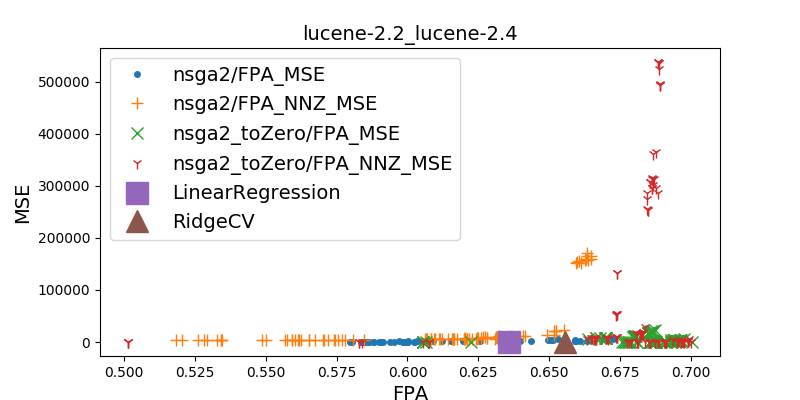 lucene-2.2_lucene-2.4
500000
400000
300000
200000
100000
0
MSE
nsga2/FPA_MSE
nsga2/FPA_NNZ_MSE
nsga2_toZero/FPA_MSE
nsga2_toZero/FPA_NNZ_MSE
LinearRegression
RidgeCV
0.500 0.525 0.550 0.575 0.600 0.625 0.650 0.675 0.700
FPA